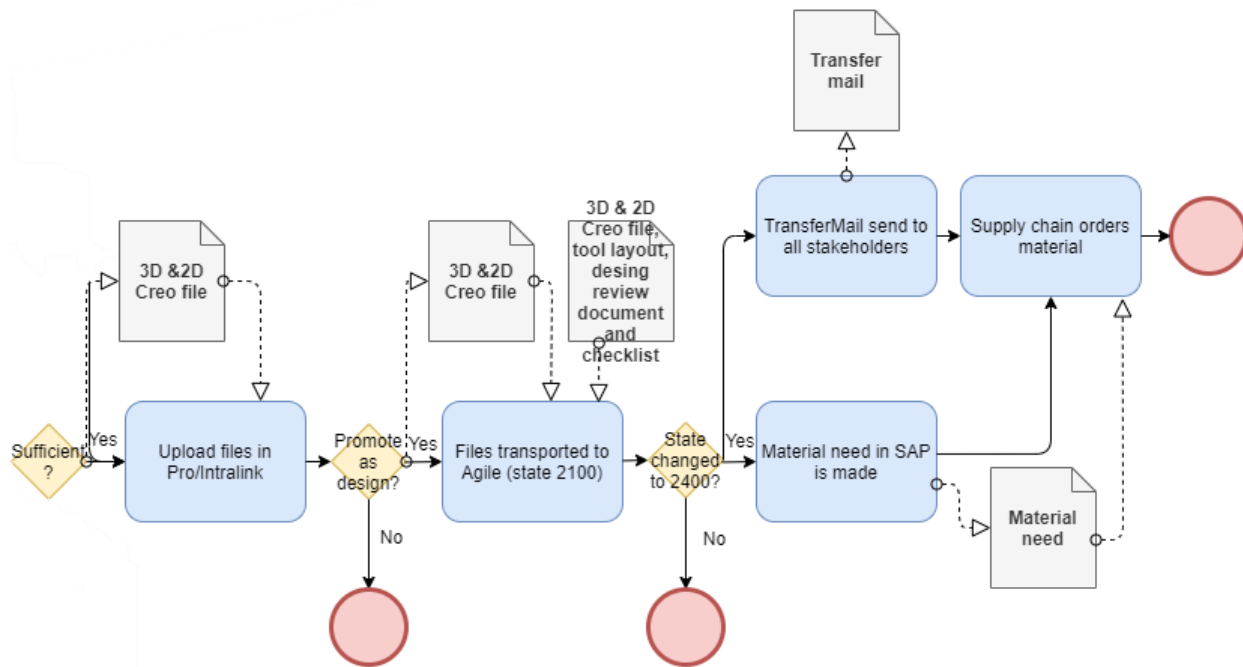 Transfer
mail
3D & 2D
Creo file,
tool layout,
desing
review
document
and
checklist
3D &2D
Creo file
3D &2D
Creo file
TransferMail send to
all stakeholders
Supply chain orders
material
Sufficient
?
Yes
Upload files in
Pro/Intralink
Promote
as
design?
Yes
Files transported to
Agile (state 2100)
State
changed
to 2400?
Yes
Material need in SAP
is made
Material
need
No
No